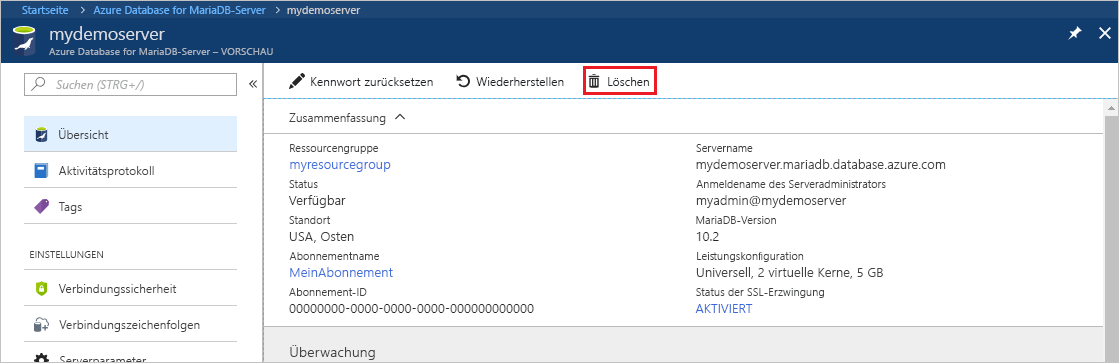 Startseite > Azure Database for MariaDB-Server > mydemoserver
mydemoserver
Azure Database for MariaDB-Server – VORSCHAU
Suchen (STRG+/)
«
Kennwort zurücksetzen
Wiederherstellen
Löschen
Übersicht
Aktivitätsprotokoll
Tags
EINSTELLUNGEN
Verbindungssicherheit
Verbindungszeichenfolgen
Serverparameter
Zusammenfassung
Ressourcengruppe
myresourcegroup
Status
Verfügbar
Standort
USA, Osten
Abonnementname
MeinAbonnement
Abonnement-ID
00000000-0000-0000-0000-000000000000
Servername
mydemoserver.mariadb.database.azure.com
Anmeldename des Serveradministrators
myadmin@mydemoserver
MariaDB-Version
10.2
Leistungskonfiguration
Universell, 2 virtuelle Kerne, 5 GB
Status der SSL-Erzwingung
AKTIVIERT
Überwachung